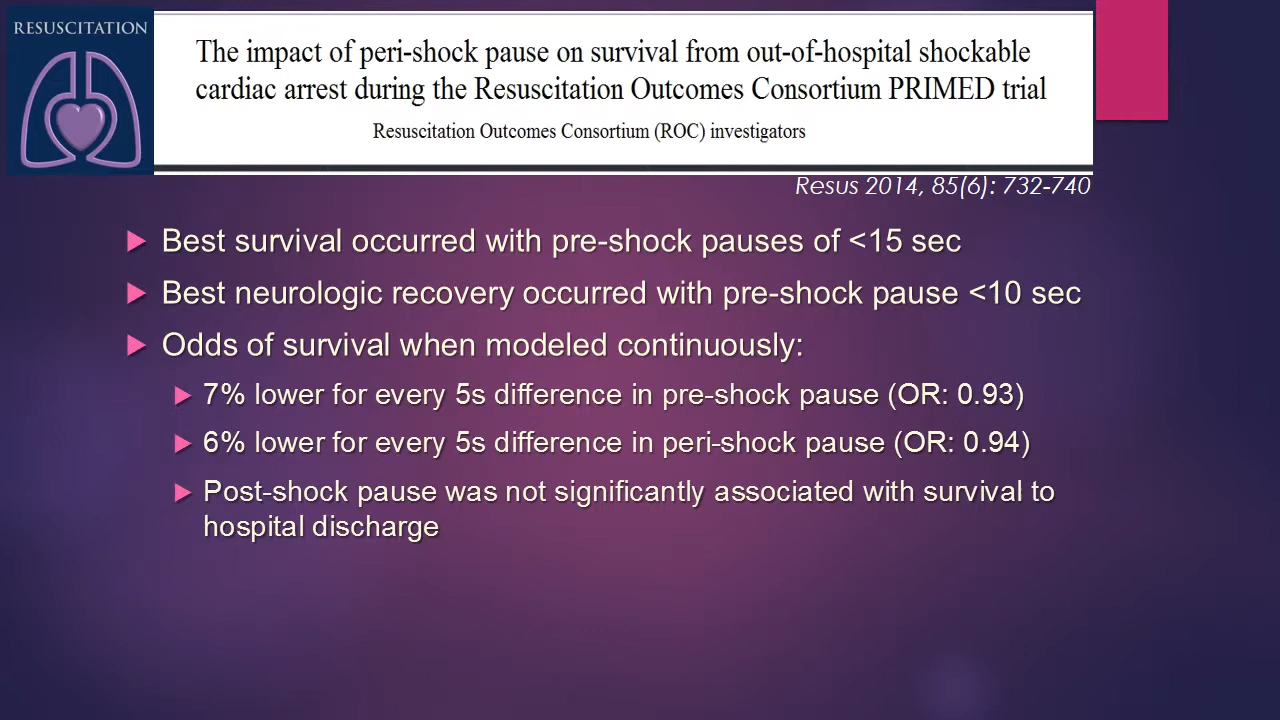 RESUSCITATION
The impact of peri-shock pause on survival from out-of-hospital shockable
cardiac arrest during the Resuscitation Outcomes Consortium PRIMED trial
Resuscitation Outcomes Consortium (ROC) investigators
Resus 2014, 85(6): 732-740
Best survival occurred with pre-shock pauses of <15 sec
Best neurologic recovery occurred with pre-shock pause <10 sec
Odds of survival when modeled continuously:
7% lower for every 5s difference in pre-shock pause (OR: 0.93)
6% lower for every 5s difference in peri-shock pause (OR: 0.94)
Post-shock pause was not significantly associated with survival to
hospital discharge